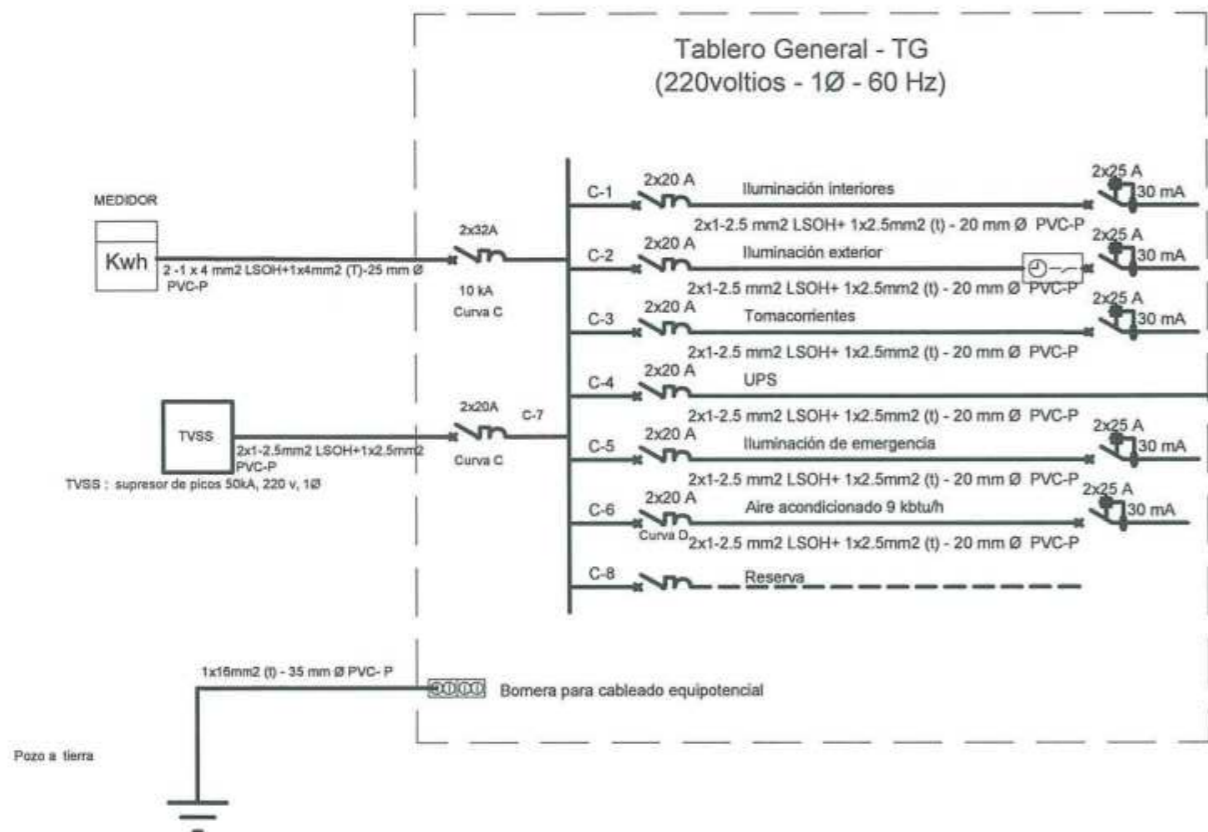 Tablero General - TG
(220voltios - 1Ø - 60 Hz)
MEDIDOR
Kwh
2 -1 x 4 mm2 LSOH+1x4mm2 (T)-25 mm Ø
PVC-P
2x32A
10 kA
Curva C
TVSS
2x1-2.5mm2 LSOH+1x2.5mm2
PVC-P
TVSS : supresor de picos 50kA, 220 v, 1Ø
2x20A
C-7
Curva C
C-1
2x20 A
Iluminación interiores
2x25 A
30 mA
2x1-2.5 mm2 LSOH+ 1x2.5mm2 (t) - 20 mm Ø PVC-P
C-2
2x20 A
Iluminación exterior
2x25 A
30 mA
2x1-2.5 mm2 LSOH+ 1x2.5mm2 (t) - 20 mm Ø PVC-P
C-3
2x20 A
Tomacorrientes
2x25 A
30 mA
2x1-2.5 mm2 LSOH+ 1x2.5mm2 (t) - 20 mm Ø PVC-P
C-4
2x20 A
UPS
2x1-2.5 mm2 LSOH+ 1x2.5mm2 (t) - 20 mm Ø PVC-P
C-5
2x20 A
Iluminación de emergencia
2x25 A
30 mA
2x1-2.5 mm2 LSOH+ 1x2.5mm2 (t) - 20 mm Ø PVC-P
C-6
2x20 A
Curva D
Aire acondicionado 9 kbtu/h
2x25 A
30 mA
2x1-2.5 mm2 LSOH+ 1x2.5mm2 (t) - 20 mm Ø PVC-P
C-8
Reserva
1x16mm2 (t) - 35 mm Ø PVC- P
Bornera para cableado equipotencial
Pozo a tierra